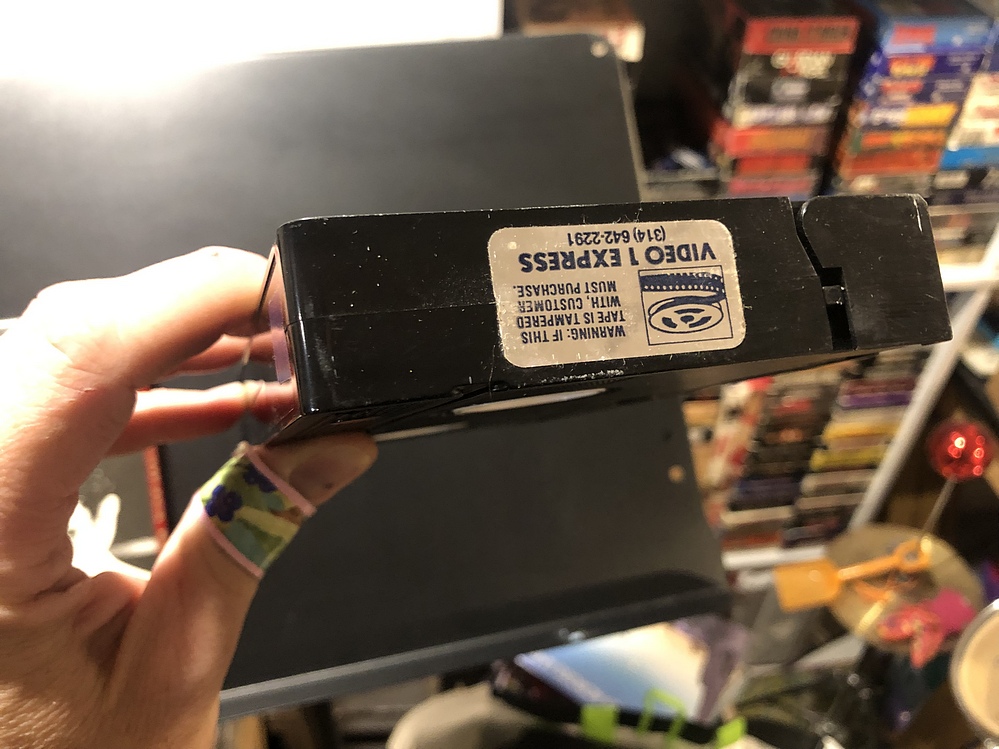 WARNING: IF THIS
TAPE IS TAMPERED
WITH, CUSTOMER
MUST PURCHASE.
VIDEO 1 EXPRESS
(314) 642-2291